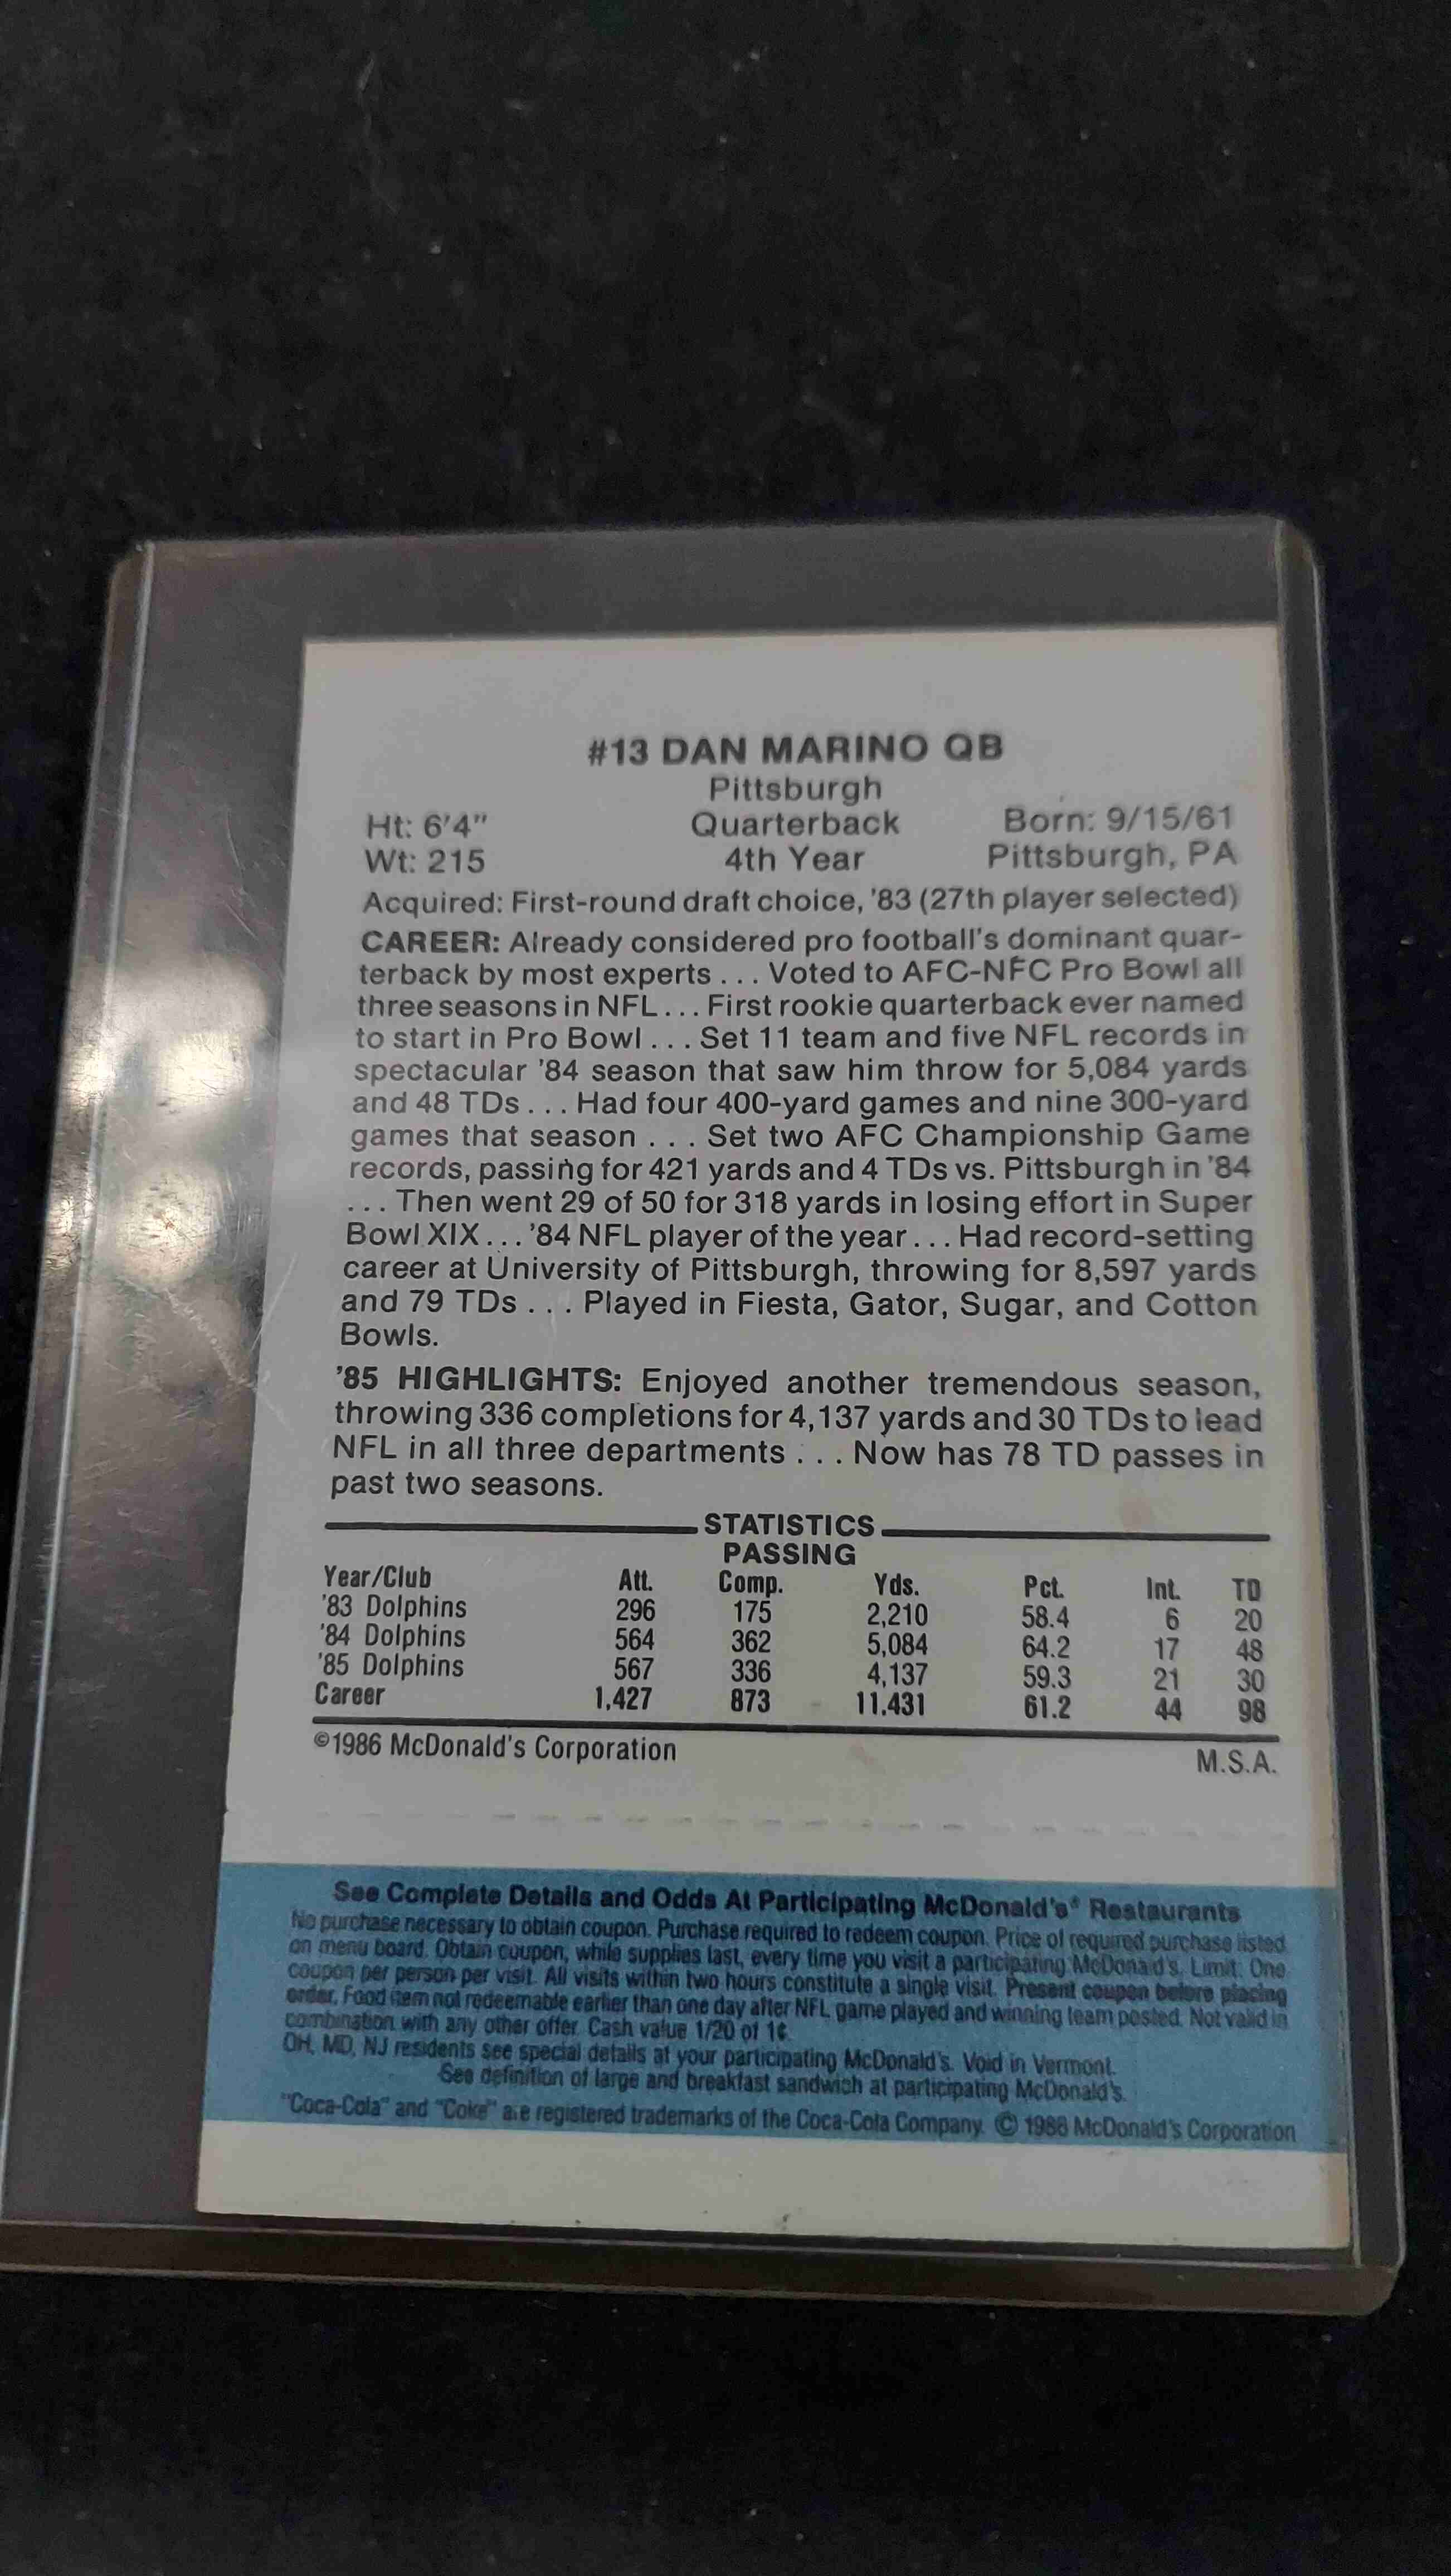 #13 DAN MARINO QB
Pittsburgh
Ht: 6'4" Quarterback Born: 9/15/61
Wt: 215 4th Year Pittsburgh, PA
Acquired: First-round draft choice, '83 (27th player selected)
CAREER: Already considered pro football's dominant quar-
terback by most experts . . . Voted to AFC-NFC Pro Bowl all
three seasons in NFL . . . First rookie quarterback ever named
to start in Pro Bowl . . . Set 11 team and five NFL records in
spectacular '84 season that saw him throw for 5,084 yards
and 48 TDs . . . Had four 400-yard games and nine 300-yard
games that season . . . Set two AFC Championship Game
records, passing for 421 yards and 4 TDs vs. Pittsburgh in '84
. . . Then went 29 of 50 for 318 yards in losing effort in Super
Bowl XIX . . . '84 NFL player of the year . . . Had record-setting
career at University of Pittsburgh, throwing for 8,597 yards
and 79 TDs . . . Played in Fiesta, Gator, Sugar, and Cotton
Bowls.
'85 HIGHLIGHTS: Enjoyed another tremendous season,
throwing 336 completions for 4,137 yards and 30 TDs to lead
NFL in all three departments . . . Now has 78 TD passes in
past two seasons.
STATISTICS
PASSING
Year/Club Att. Comp. Yds. Pct. Int. TD
'83 Dolphins 296 175 2,210 58.4 6 20
'84 Dolphins 564 362 5,084 64.2 17 48
'85 Dolphins 567 336 4,137 59.3 21 30
Career 1,427 873 11,431 61.2 44 98
©1986 McDonald's Corporation M.S.A.
See Complete Details and Odds At Participating McDonald's® Restaurants
No purchase necessary to obtain coupon. Purchase required to redeem coupon. Price of required purchase listed
on menu board. Obtain coupon, while supplies last, every time you visit a participating McDonald's. Limit: One
coupon per person per visit. All visits within two hours constitute a single visit. Present coupon before placing
order. Food item not redeemable earlier than one day after NFL game played and winning team posted. Not valid in
combination with any other offer. Cash value 1/20 of 1¢.
OH, MD, NJ residents see special details at your participating McDonald's. Void in Vermont.
See definition of large and breakfast sandwich at participating McDonald's.
"Coca-Cola" and "Coke" are registered trademarks of the Coca-Cola Company. © 1986 McDonald's Corporation